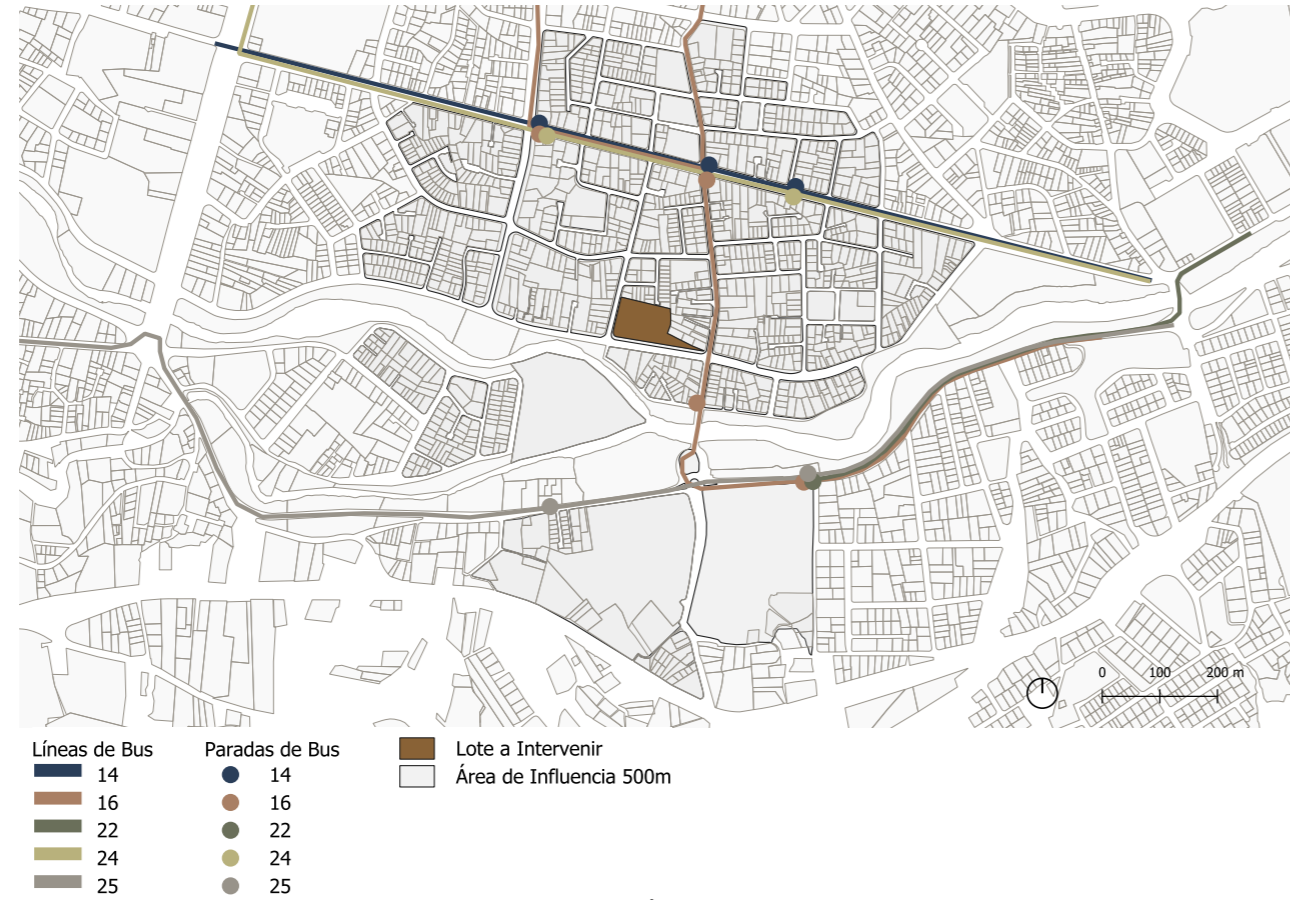 0 100 200 m
Líneas de Bus
14
16
22
24
25
Paradas de Bus
14
16
22
24
25
Lote a Intervenir
Área de Influencia 500m